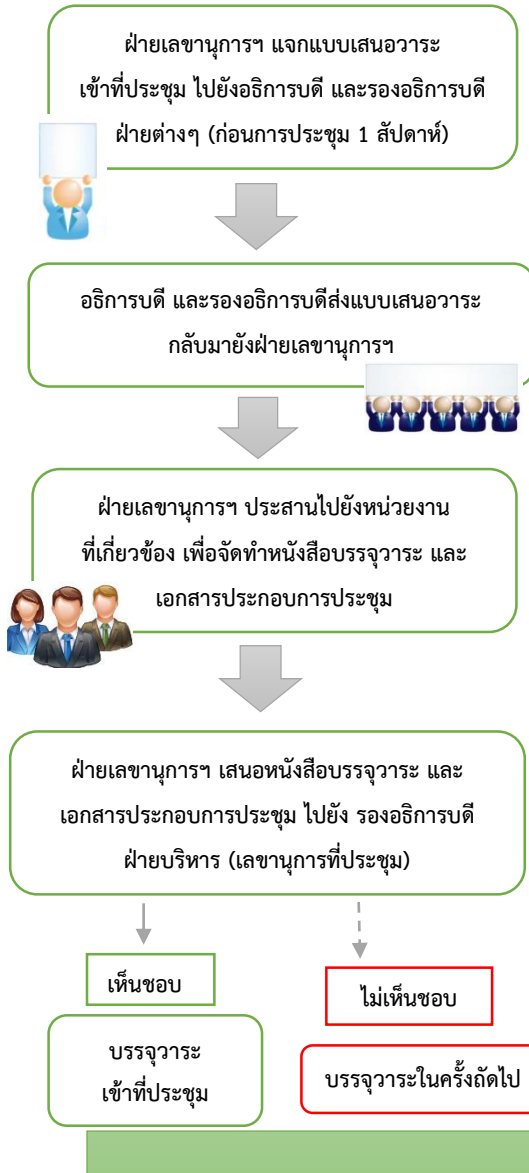 ฝ่ายเลขานุการฯ แจกแบบเสนอวาระ
เข้าที่ประชุม ไปยังอธิการบดี และรองอธิการบดี
ฝ่ายต่างๆ (ก่อนการประชุม 1 สัปดาห์)
อธิการบดี และรองอธิการบดีส่งแบบเสนอวาระ
กลับมายังฝ่ายเลขานุการฯ
ฝ่ายเลขานุการฯ ประสานไปยังหน่วยงาน
ที่เกี่ยวข้อง เพื่อจัดทำหนังสือบรรจุวาระ และ
เอกสารประกอบการประชุม
ฝ่ายเลขานุการฯ เสนอหนังสือบรรจุวาระ และ
เอกสารประกอบการประชุม ไปยัง รองอธิการบดี
ฝ่ายบริหาร (เลขานุการที่ประชุม)
เห็นชอบ
ไม่เห็นชอบ
บรรจุวาระ
เข้าที่ประชุม
บรรจุวาระในครั้งถัดไป